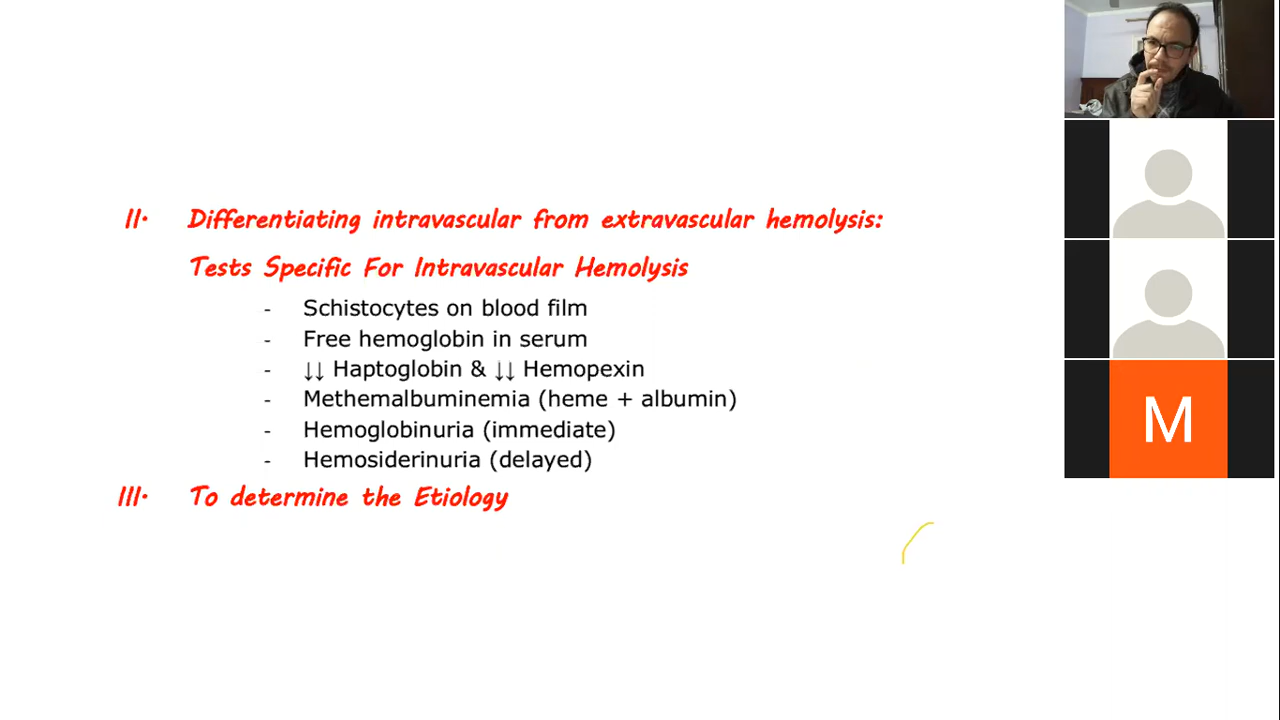 II. Differentiating intravascular from extravascular hemolysis:
Tests Specific For Intravascular Hemolysis
- Schistocytes on blood film
- Free hemoglobin in serum
- ↓↓ Haptoglobin & ↓↓ Hemopexin
- Methemalbuminemia (heme + albumin)
- Hemoglobinuria (immediate)
- Hemosiderinuria (delayed)
III. To determine the Etiology
M